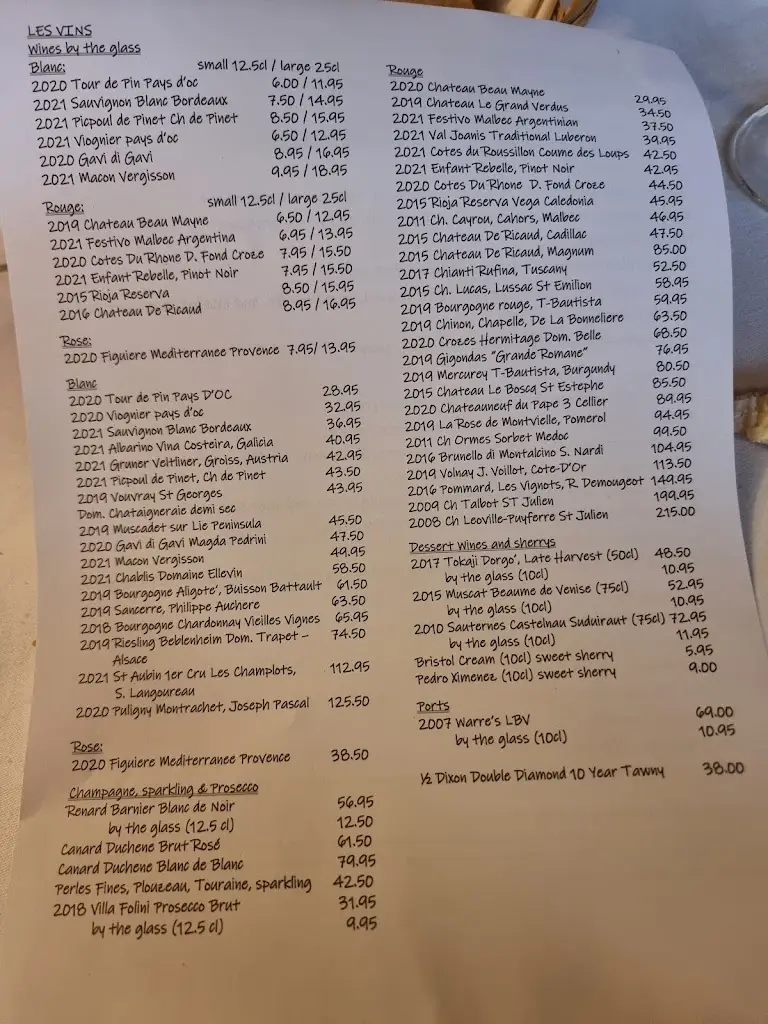 LES VINS
Wines by the glass
Blanc: small 12.5cl / large 25cl
2020 Tour de Pin Pays d'oc 6.00 / 11.95
2021 Sauvignon Blanc Bordeaux 7.50 / 14.95
2021 Picpoul de Pinet Ch de Pinet 8.50 / 15.95
2021 Viognier pays d'oc 6.50 / 12.95
2020 Gavi di Gavi 8.95 / 16.95
2021 Macon Vergisson 9.95 / 18.95
Rouge: small 12.5cl / large 25cl
2019 Chateau Beau Mayne 6.50 / 12.95
2021 Festivo Malbec Argentina 6.95 / 13.95
2020 Cotes Du Rhone D. Fond Croze 7.95 / 15.50
2021 Enfant Rebelle, Pinot Noir 7.95 / 15.50
2015 Rioja Reserva 8.50 / 15.95
2016 Chateau De Ricaud 8.95 / 16.95
Rose:
2020 Figuiere Mediterranee Provence 7.95/ 13.95
Blanc
2020 Tour de Pin Pays D'OC 28.95
2020 Viognier pays d'oc 32.95
2021 Sauvignon Blanc Bordeaux 36.95
2021 Albarino Vina Costeira, Galicia 40.95
2021 Gruner Veltliner, Groiss, Austria 42.95
2021 Picpoul de Pinet, Ch de Pinet 43.50
2019 Vouvray St Georges 43.95
Dom. Chataigneraie demi sec
2019 Muscadet sur Lie Peninsula 45.50
2020 Gavi di Gavi Magda Pedrini 47.50
2021 Macon Vergisson 49.95
2021 Chablis Domaine Ellevin 58.50
2019 Bourgogne Aligote', Buisson Battault 61.50
2019 Sancerre, Philippe Auchere 63.50
2018 Bourgogne Chardonnay Vieilles Vignes 65.95
2019 Riesling Beblenheim Dom. Trapet – 74.50
Alsace
2021 St Aubin 1er Cru Les Champlots, 112.95
S. Langoureau
2020 Puligny Montrachet, Joseph Pascal 125.50
Rose:
2020 Figuiere Mediterranee Provence 38.50
Champagne, sparkling & Prosecco
Renard Barnier Blanc de Noir 56.95
by the glass (12.5 cl) 12.50
Canard Duchene Brut Rosé 61.50
Canard Duchene Blanc de Blanc 79.95
Perles Fines, Plouzeau, Touraine, sparkling 42.50
2018 Villa Folini Prosecco Brut 31.95
by the glass (12.5 cl) 9.95
Rouge
2020 Chateau Beau Mayne 29.95
2019 Chateau Le Grand Verdus 34.50
2021 Festivo Malbec Argentinian 37.50
2021 Val Joanis Traditional Luberon 39.95
2021 Cotes du Roussillon Coume des Loups 42.50
2021 Enfant Rebelle, Pinot Noir 42.95
2020 Cotes Du Rhone D. Fond Croze 44.50
2015 Rioja Reserva Vega Caledonia 45.95
2011 Ch. Cayrou, Cahors, Malbec 46.95
2015 Chateau De Ricaud, Cadillac 47.50
2015 Chateau De Ricaud, Magnum 85.00
2017 Chianti Rufina, Tuscany 52.50
2015 Ch. Lucas, Lussac St Emilion 58.95
2019 Bourgogne rouge, T-Bautista 59.95
2019 Chinon, Chapelle, De La Bonneliere 63.50
2020 Crozes Hermitage Dom. Belle 68.50
2019 Gigondas "Grande Romane" 76.95
2019 Mercurey T-Bautista, Burgundy 80.50
2015 Chateau Le Boscq St Estephe 85.50
2020 Chateauneuf du Pape 3 Cellier 89.95
2019 La Rose de Montvielle, Pomerol 94.95
2011 Ch Ormes Sorbet Medoc 99.50
2016 Brunello di Montalcino S. Nardi 104.95
2019 Volnay J. Voillot, Cote-D'Or 113.50
2016 Pommard, Les Vignots, R. Demougeot 149.95
2009 Ch Talbot ST Julien 199.95
2008 Ch Leoville-Puyferre St Julien 215.00
Dessert wines and sherrys
2017 Tokaji Dorgo', Late Harvest (50cl) 48.50
by the glass (10cl) 10.95
2015 Muscat Beaume de Venise (75cl) 52.95
by the glass (10cl) 10.95
2010 Sauternes Castelnau Suduiraut (75cl) 72.95
by the glass (10cl) 11.95
Bristol Cream (10cl) sweet sherry 5.95
Pedro Ximenez (10cl) sweet sherry 9.00
Ports
2007 Warre's LBV 69.00
by the glass (10cl) 10.95
½ Dixon Double Diamond 10 Year Tawny 38.00